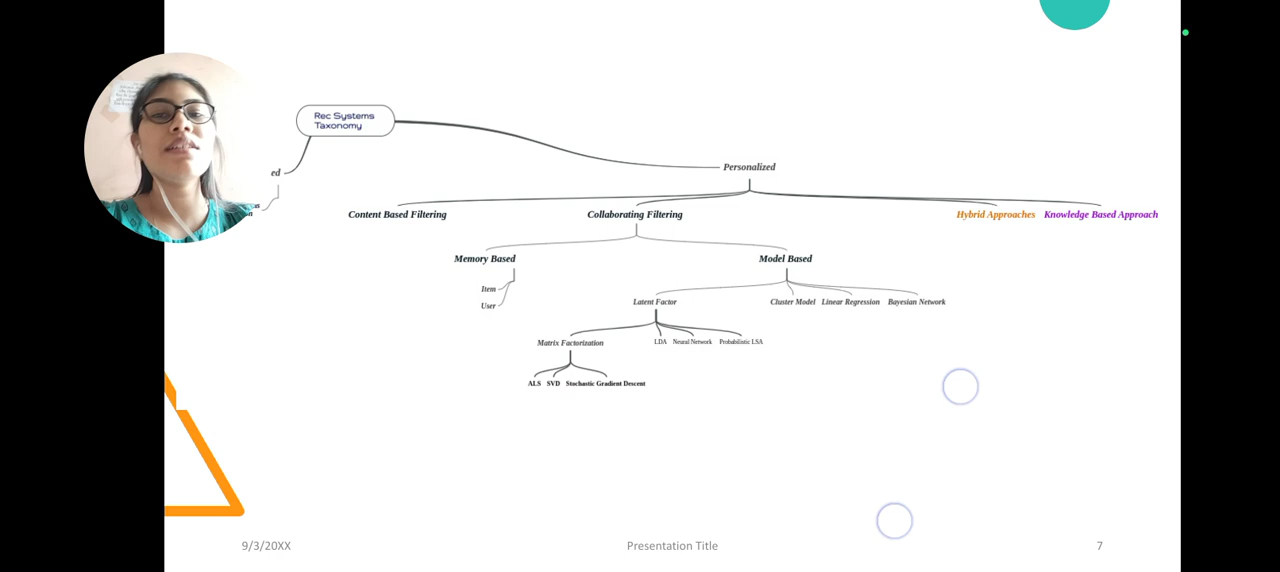 Rec Systems
Taxonomy
ed
Personalized
Content Based Filtering
Collaborating Filtering
Hybrid Approaches
Knowledge Based Approach
Memory Based
Model Based
Item
User
Latent Factor
Cluster Model
Linear Regression
Bayesian Network
Matrix Factorization
LDA
Neural Network
Probabilistic LSA
ALS
SVD
Stochastic Gradient Descent
9/3/20XX
Presentation Title
7